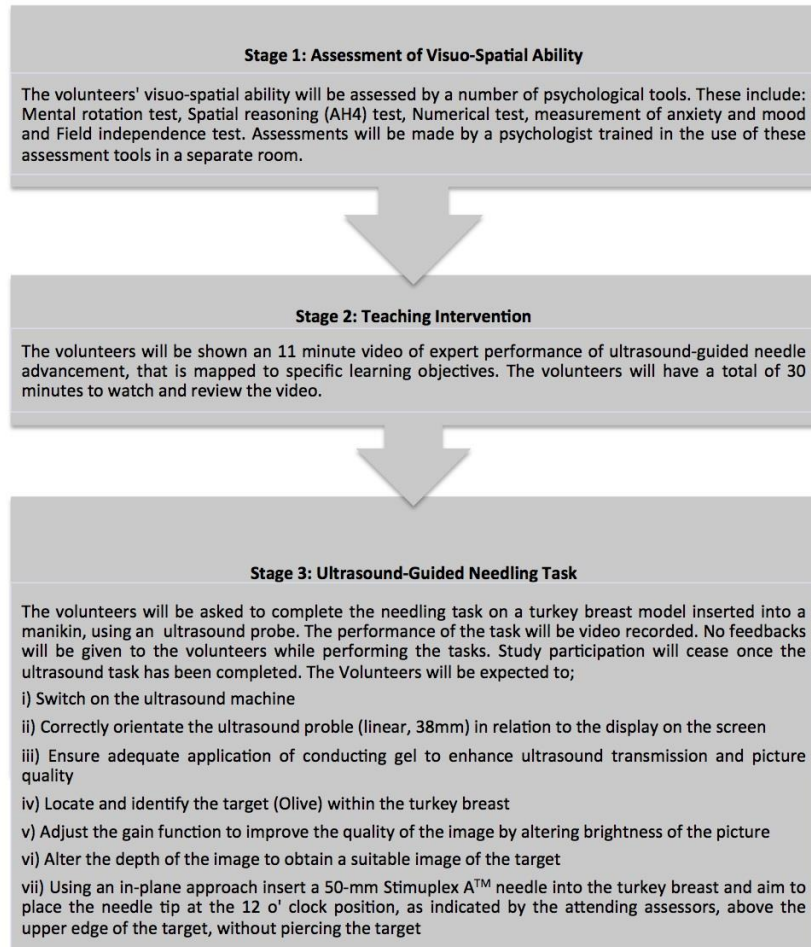 Stage 1: Assessment of Visuo-Spatial Ability
The volunteers' visuo-spatial ability will be assessed by a number of psychological tools. These include:
Mental rotation test, Spatial reasoning (AH4) test, Numerical test, measurement of anxiety and mood
and Field independence test. Assessments will be made by a psychologist trained in the use of these
assessment tools in a separate room.
Stage 2: Teaching Intervention
The volunteers will be shown an 11 minute video of expert performance of ultrasound-guided needle
advancement, that is mapped to specific learning objectives. The volunteers will have a total of 30
minutes to watch and review the video.
Stage 3: Ultrasound-Guided Needling Task
The volunteers will be asked to complete the needling task on a turkey breast model inserted into a
manikin, using an ultrasound probe. The performance of the task will be video recorded. No feedbacks
will be given to the volunteers while performing the tasks. Study participation will cease once the
ultrasound task has been completed. The Volunteers will be expected to;
i) Switch on the ultrasound machine
ii) Correctly orientate the ultrasound proble (linear, 38mm) in relation to the display on the screen
iii) Ensure adequate application of conducting gel to enhance ultrasound transmission and picture
quality
iv) Locate and identify the target (Olive) within the turkey breast
v) Adjust the gain function to improve the quality of the image by altering brightness of the picture
vi) Alter the depth of the image to obtain a suitable image of the target
vii) Using an in-plane approach insert a 50-mm Stimuplex A™ needle into the turkey breast and aim to
place the needle tip at the 12 o' clock position, as indicated by the attending assessors, above the
upper edge of the target, without piercing the target